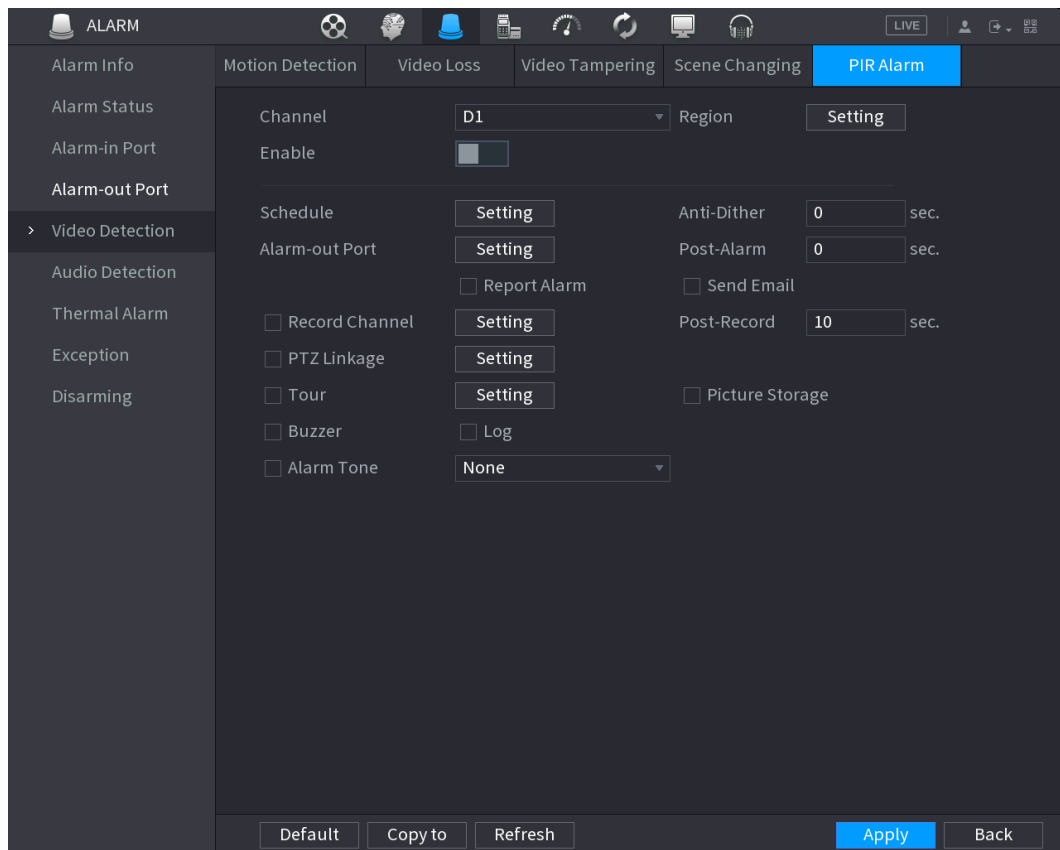 ALARM LIVE
Alarm Info
Alarm Status
Alarm-in Port
Alarm-out Port
Video Detection
Audio Detection
Thermal Alarm
Exception
Disarming
Motion Detection Video Loss Video Tampering Scene Changing PIR Alarm
Channel D1 Region Setting
Enable
Schedule Setting Anti-Dither 0 sec.
Alarm-out Port Setting Post-Alarm 0 sec.
Report Alarm Send Email
Record Channel Setting Post-Record 10 sec.
PTZ Linkage Setting
Tour Setting Picture Storage
Buzzer Log
Alarm Tone None
Default Copy to Refresh Apply Back